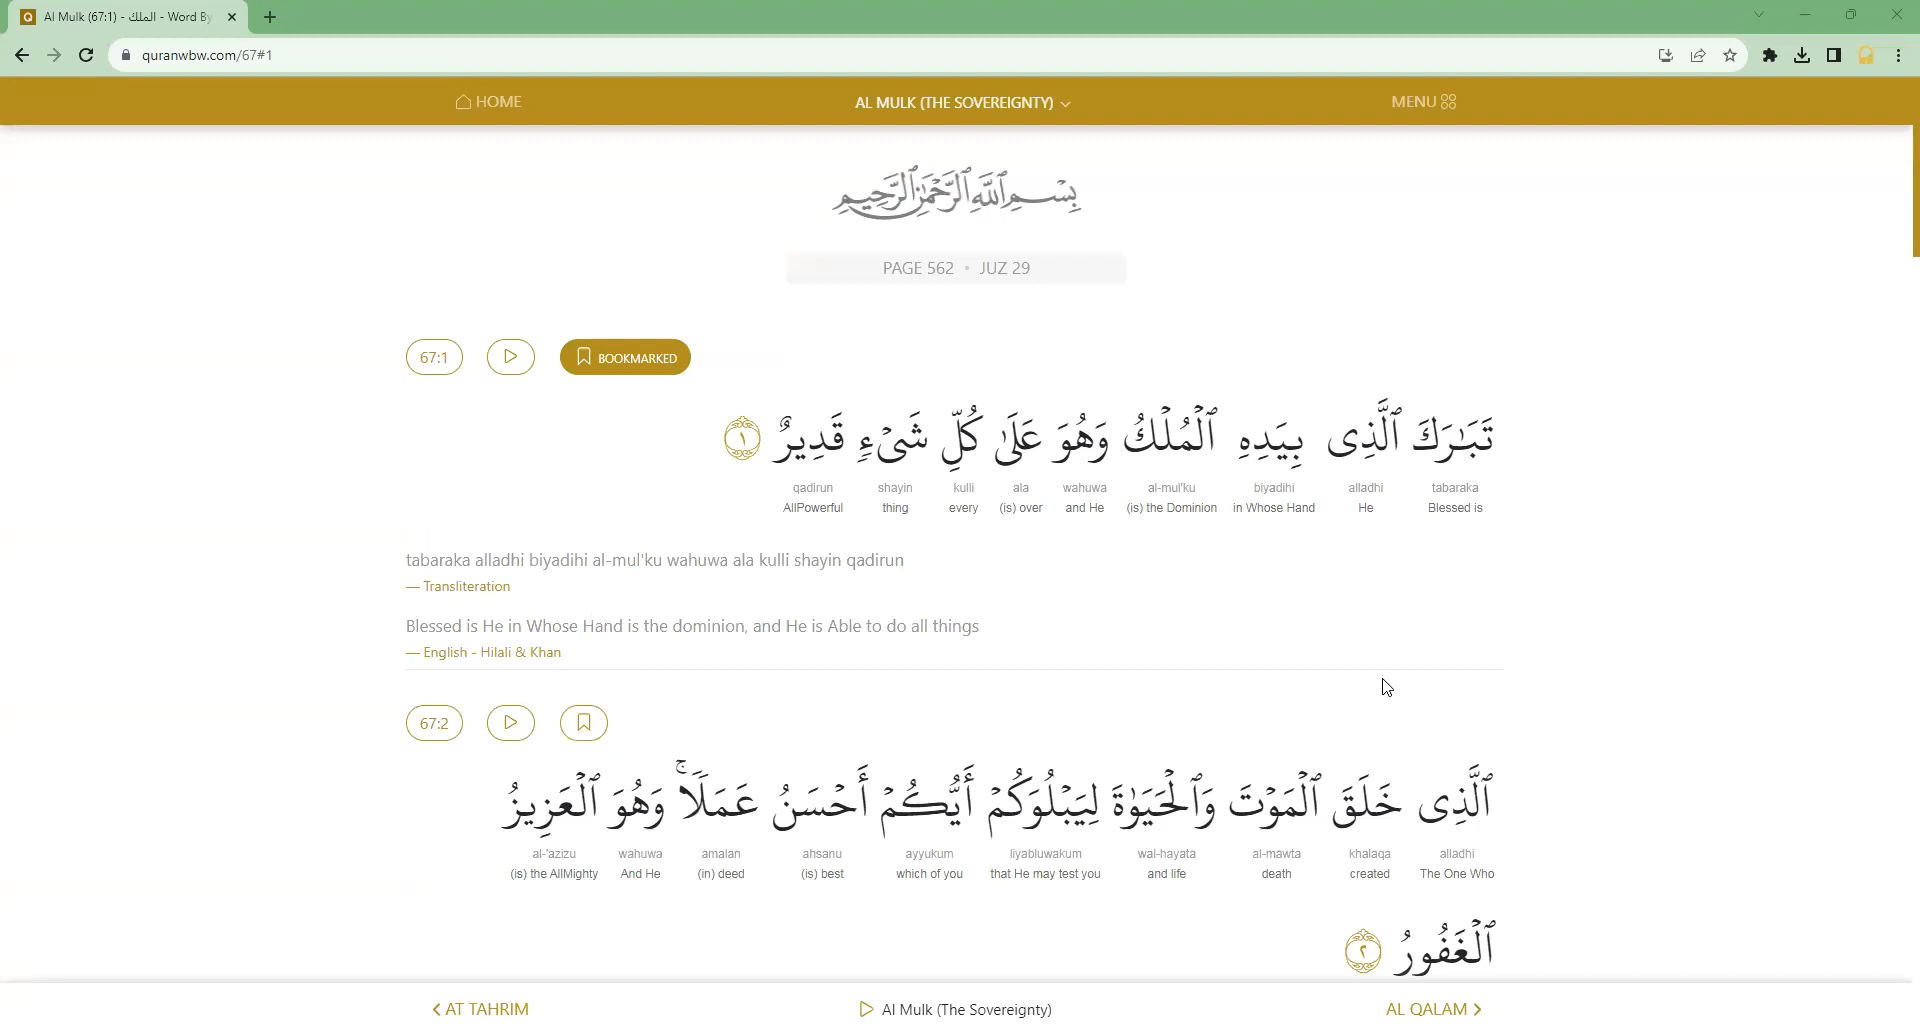 Al Mulk (67:1) - الملك - Word By
quranwbw.com/67#1
HOME
AL MULK (THE SOVEREIGNTY)
MENU
بِسْمِ ٱللَّهِ ٱلرَّحْمَٰنِ ٱلرَّحِيمِ
PAGE 562 • JUZ 29
67:1
BOOKMARKED
تَبَـٰرَكَ ٱلَّذِى بِيَدِهِ ٱلْمُلْكُ وَهُوَ عَلَىٰ كُلِّ شَىْءٍ قَدِيرٌ ١
qadirun shayin kulli ala wahuwa al-mul'ku biyadihi alladhi tabaraka
AllPowerful thing every (is) over and He (is) the Dominion in Whose Hand He Blessed is
tabaraka alladhi biyadihi al-mul'ku wahuwa ala kulli shayin qadirun
— Transliteration
Blessed is He in Whose Hand is the dominion, and He is Able to do all things
— English - Hilali & Khan
67:2
ٱلَّذِى خَلَقَ ٱلْمَوْتَ وَٱلْحَيَوٰةَ لِيَبْلُوَكُمْ أَيُّكُمْ أَحْسَنُ عَمَلًا ۚ وَهُوَ ٱلْعَزِيزُ
al-'azizu wahuwa amalan ahsanu ayyukum liyabluwakum wal-hayata al-mawta khalaqa alladhi
(is) the AllMighty And He (in) deed (is) best which of you that He may test you and life death created The One Who
ٱلْغَفُورُ ٢
AT TAHRIM
Al Mulk (The Sovereignty)
AL QALAM